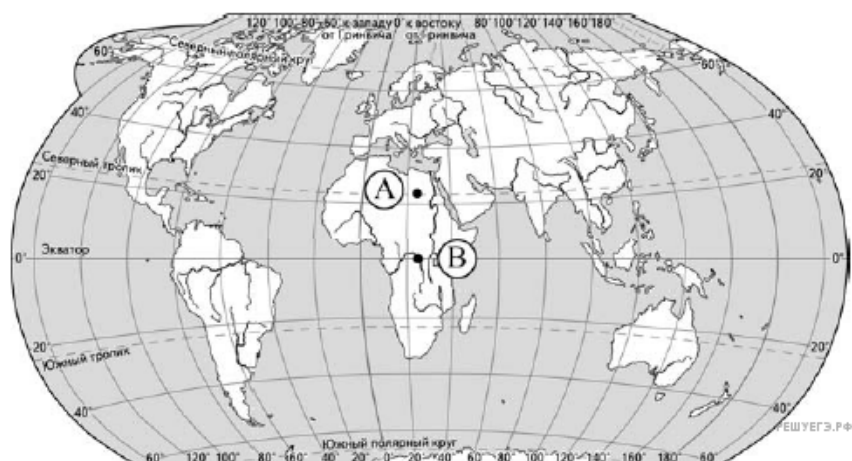 120 100 80 60 к западу 0° к востоку 80 100 120 140 160 180
от Гринвича от Гринвича
Северный полярный круг
60° 60°
40° 40°
Северный тропик
20° 20°
A
Экватор
B
0° 0°
20° 20°
Южный тропик
40° 40°
РЕШУЕГЭ.РФ
Южный полярный круг
60° 120 100 80 60 40 20 0 20 40 60 80 100 120 140 160 180 60°